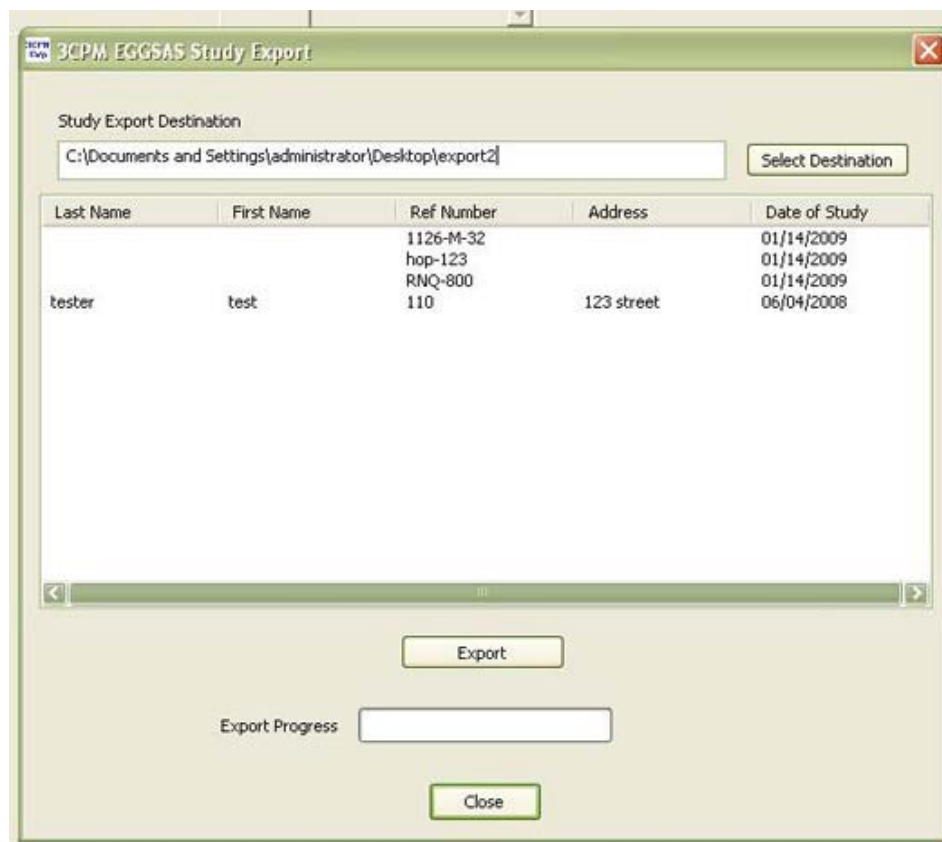 3CPM EGGSAS Study Export
Study Export Destination
C:\Documents and Settings\administrator\Desktop\export2
Select Destination
Last Name First Name Ref Number Address Date of Study
1126-M-32 01/14/2009
hop-123 01/14/2009
RNQ-800 01/14/2009
tester test 110 123 street 06/04/2008
Export
Export Progress
Close